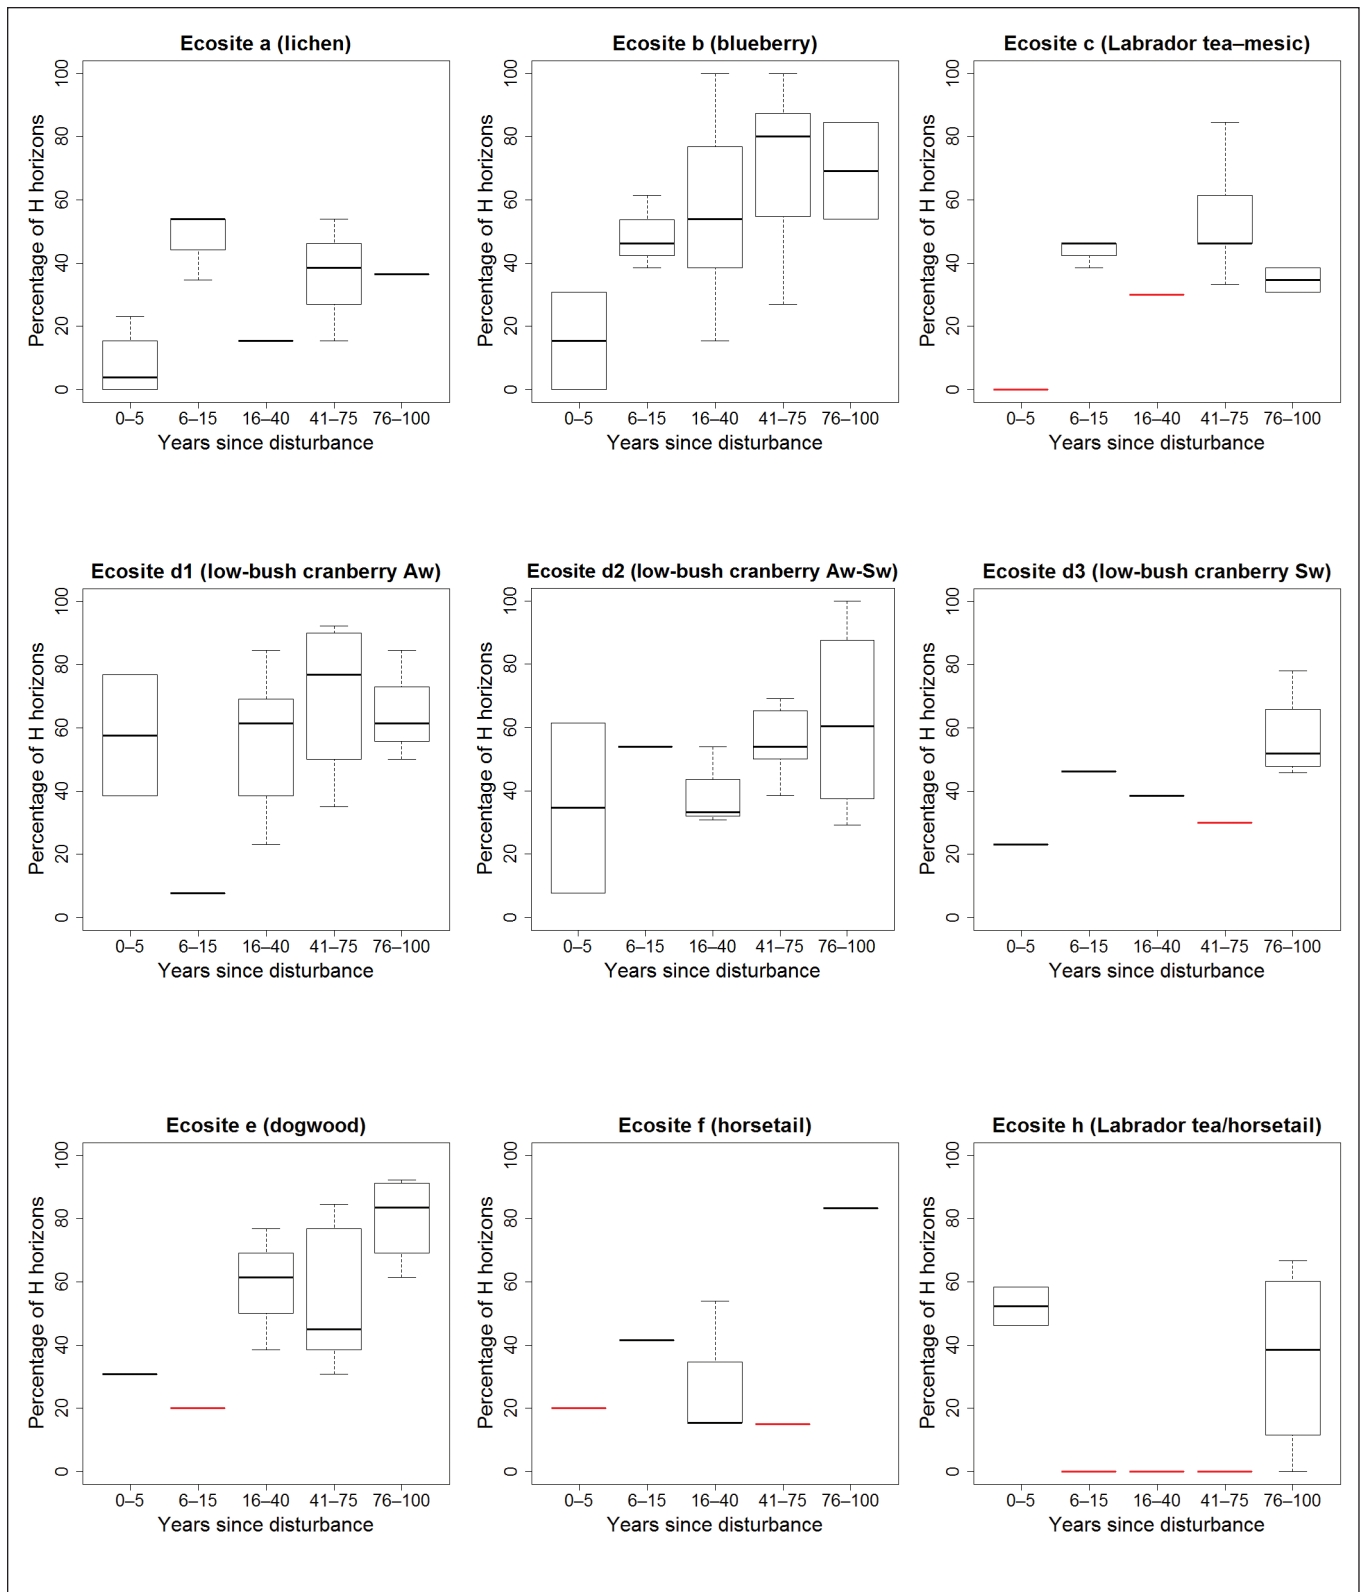 Ecosite a (lichen)
Percentage of H horizons
100
80
60
40
20
0
0–5 6–15 16–40 41–75 76–100
Years since disturbance
Ecosite b (blueberry)
Percentage of H horizons
100
80
60
40
20
0
0–5 6–15 16–40 41–75 76–100
Years since disturbance
Ecosite c (Labrador tea–mesic)
Percentage of H horizons
100
80
60
40
20
0
0–5 6–15 16–40 41–75 76–100
Years since disturbance
Ecosite d1 (low-bush cranberry Aw)
Percentage of H horizons
100
80
60
40
20
0
0–5 6–15 16–40 41–75 76–100
Years since disturbance
Ecosite d2 (low-bush cranberry Aw-Sw)
Percentage of H horizons
100
80
60
40
20
0
0–5 6–15 16–40 41–75 76–100
Years since disturbance
Ecosite d3 (low-bush cranberry Sw)
Percentage of H horizons
100
80
60
40
20
0
0–5 6–15 16–40 41–75 76–100
Years since disturbance
Ecosite e (dogwood)
Percentage of H horizons
100
80
60
40
20
0
0–5 6–15 16–40 41–75 76–100
Years since disturbance
Ecosite f (horsetail)
Percentage of H horizons
100
80
60
40
20
0
0–5 6–15 16–40 41–75 76–100
Years since disturbance
Ecosite h (Labrador tea/horsetail)
Percentage of H horizons
100
80
60
40
20
0
0–5 6–15 16–40 41–75 76–100
Years since disturbance